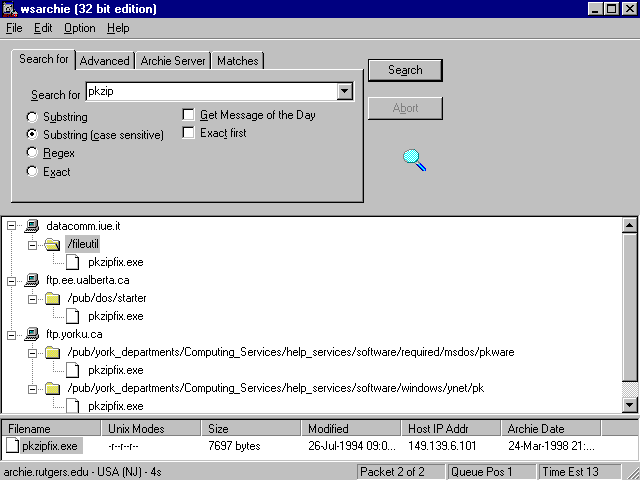 wsarchie (32 bit edition)
File Edit Option Help
Search for Advanced Archie Server Matches
Search for pkzip
Search
Abort
Substring
Substring (case sensitive)
Regex
Exact
Get Message of the Day
Exact first
datacomm.iue.it
/fileutil
pkzipfix.exe
ftp.ee.ualberta.ca
/pub/dos/starter
pkzipfix.exe
ftp.yorku.ca
/pub/york_departments/Computing_Services/help_services/software/required/msdos/pkware
pkzipfix.exe
/pub/york_departments/Computing_Services/help_services/software/windows/ynet/pk
pkzipfix.exe
Filename Unix Modes Size Modified Host IP Addr Archie Date
pkzipfix.exe -r--r--r-- 7697 bytes 26-Jul-1994 09:0... 149.139.6.101 24-Mar-1998 21:...
archie.rutgers.edu - USA (NJ) - 4s Packet 2 of 2 Queue Pos 1 Time Est 13